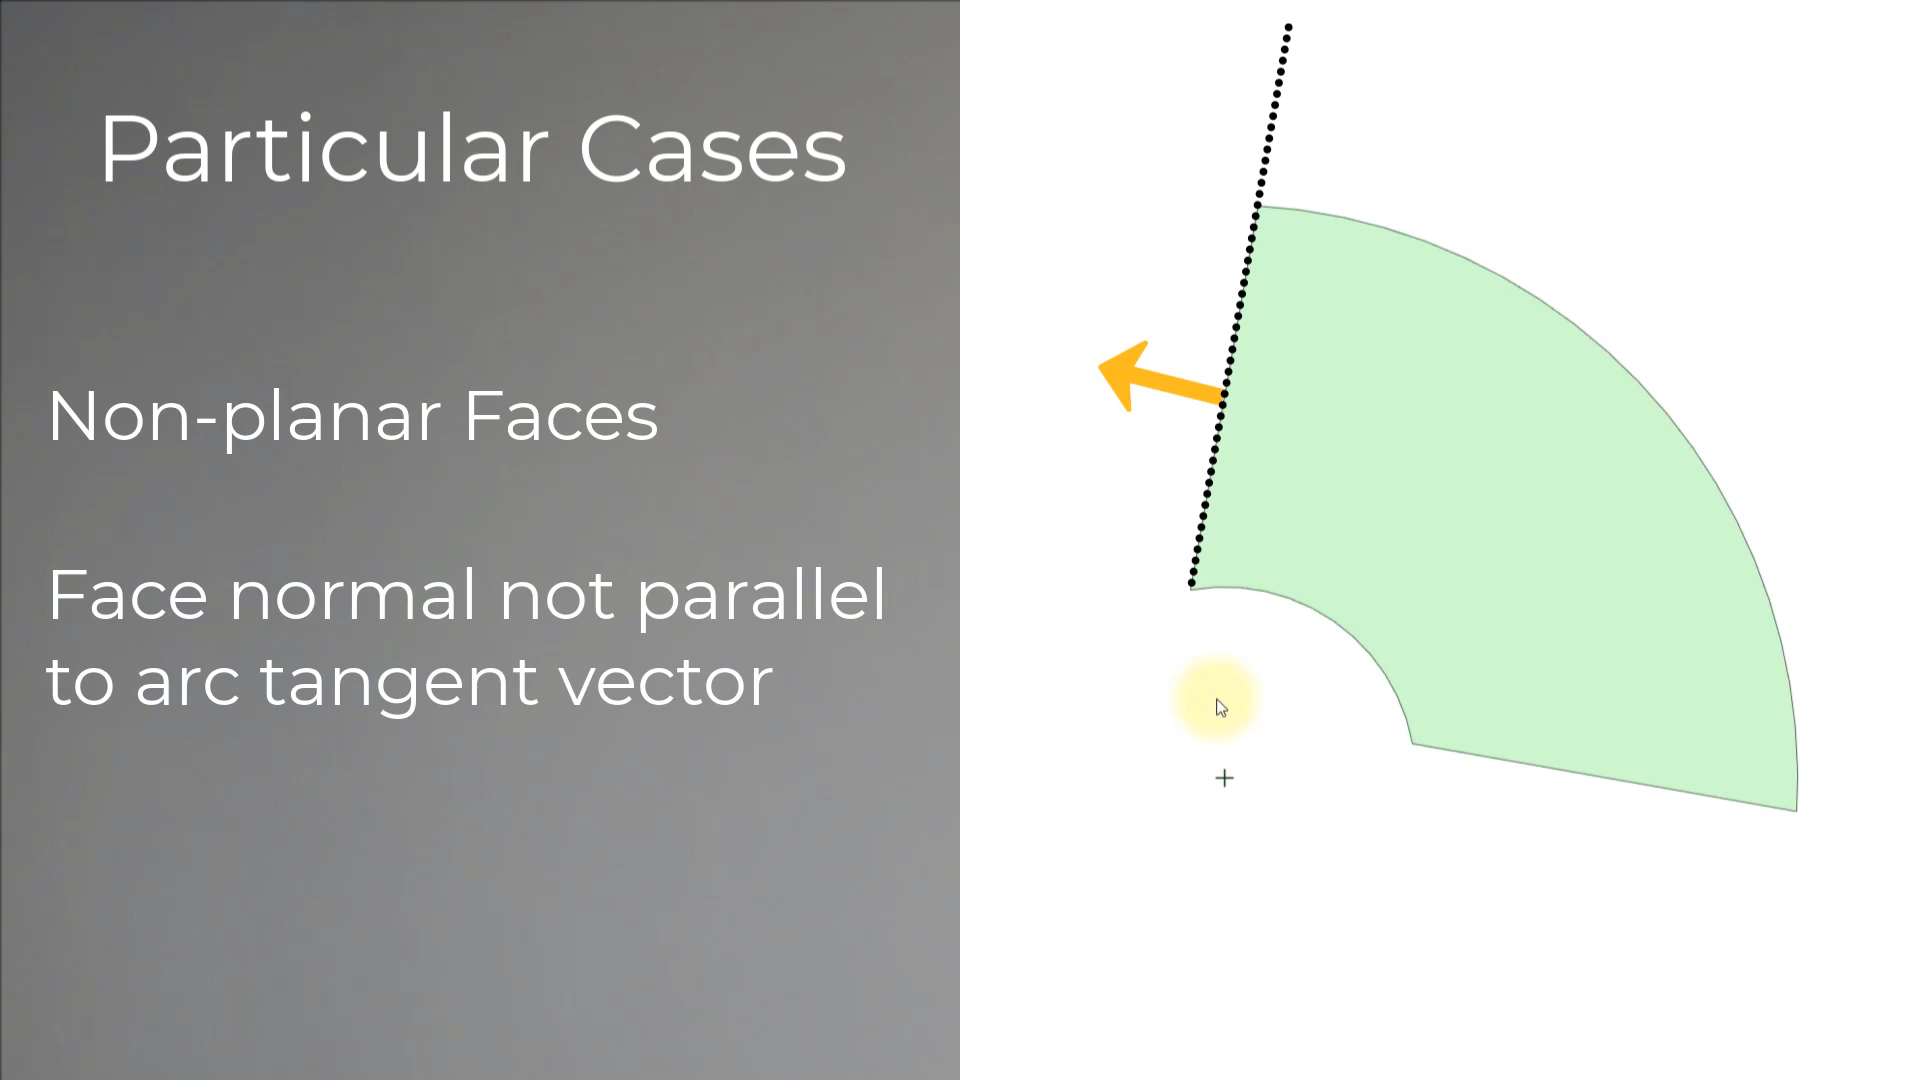 Particular Cases
Non-planar Faces
Face normal not parallel
to arc tangent vector